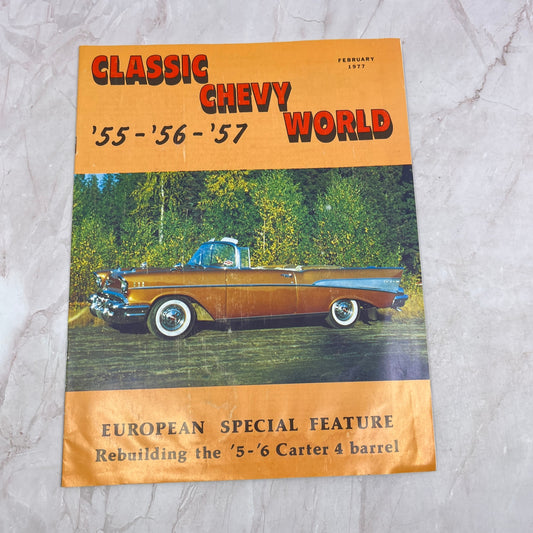 FEBRUARY
1977
CLASSIC
CHEVY
WORLD
'55 - '56 - '57
EUROPEAN SPECIAL FEATURE
Rebuilding the '5-'6 Carter 4 barrel